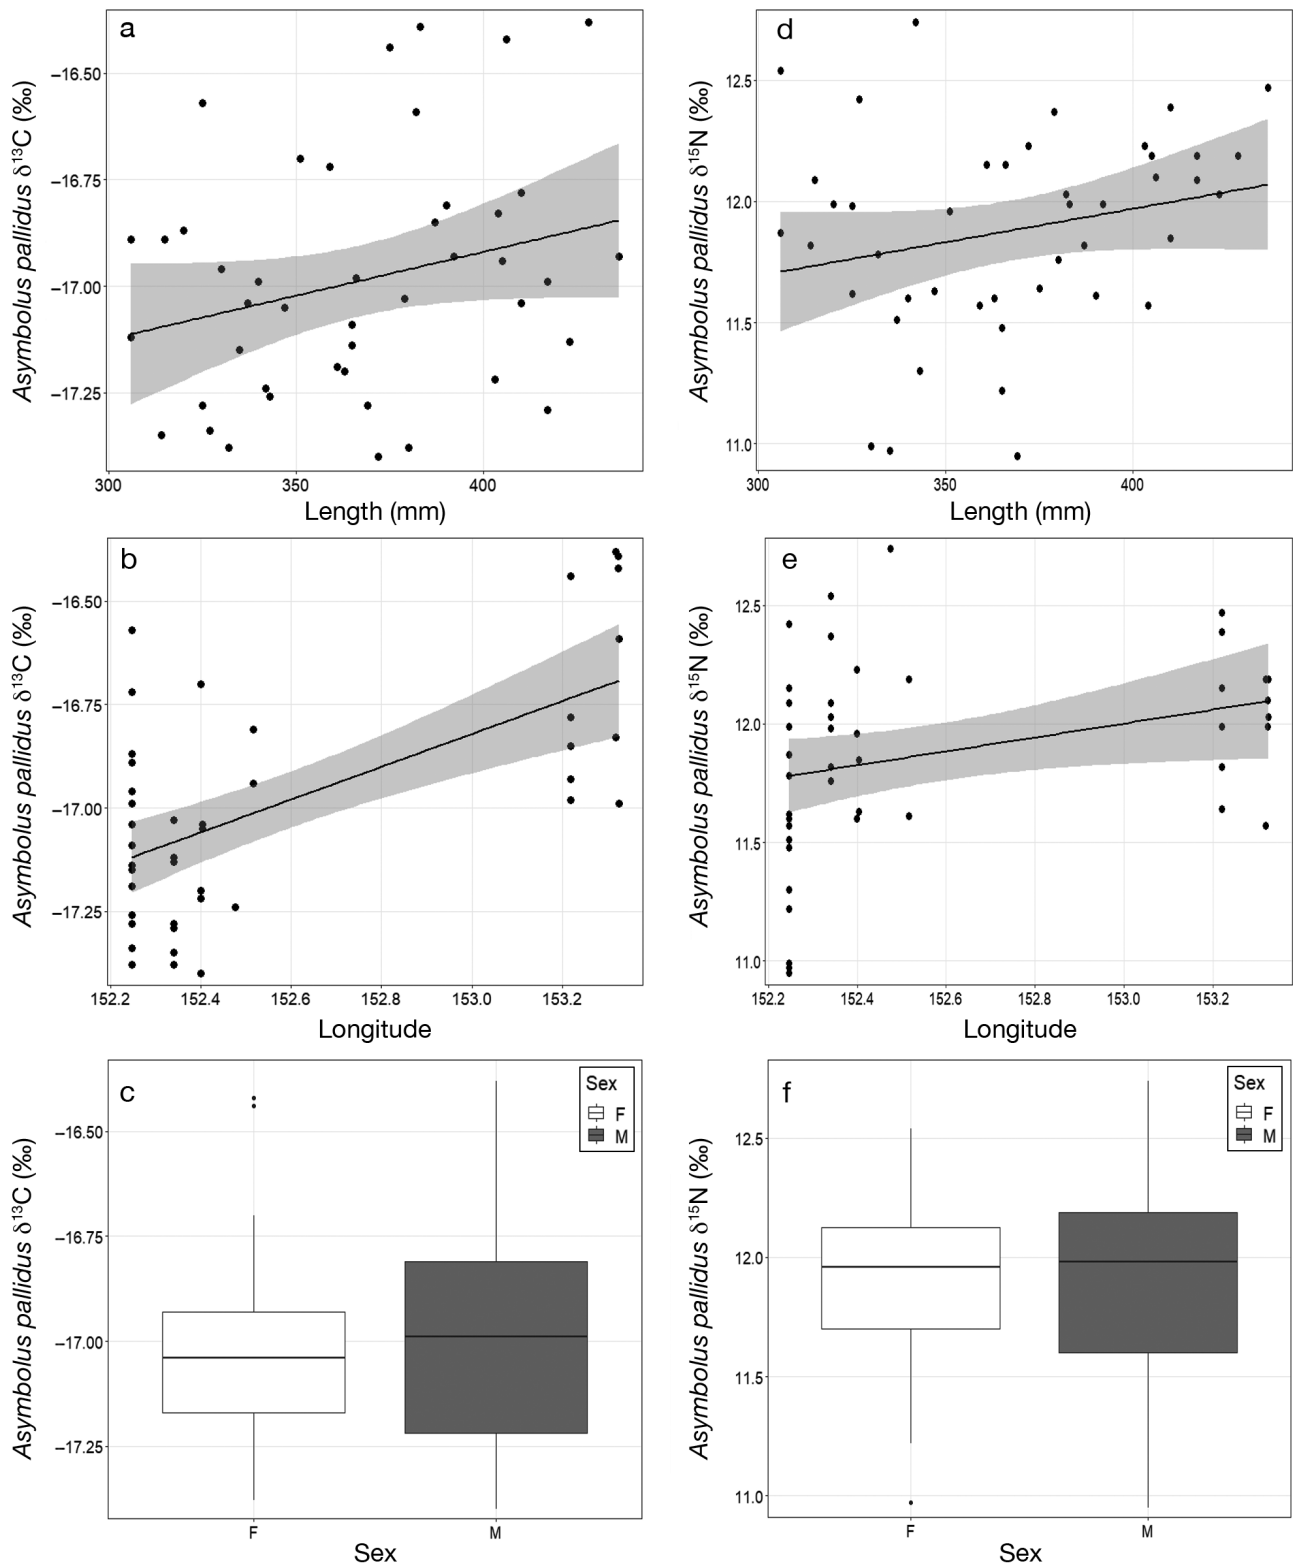 a
Asymbolus pallidus δ¹³C (‰)
−16.50
−16.75
−17.00
−17.25
300 350 400
Length (mm)
d
Asymbolus pallidus δ¹⁵N (‰)
12.5
12.0
11.5
11.0
300 350 400
Length (mm)
b
Asymbolus pallidus δ¹³C (‰)
−16.50
−16.75
−17.00
−17.25
152.2 152.4 152.6 152.8 153.0 153.2
Longitude
e
Asymbolus pallidus δ¹⁵N (‰)
12.5
12.0
11.5
11.0
152.2 152.4 152.6 152.8 153.0 153.2
Longitude
c
Asymbolus pallidus δ¹³C (‰)
−16.50
−16.75
−17.00
−17.25
Sex
F
M
F M
Sex
f
Asymbolus pallidus δ¹⁵N (‰)
12.5
12.0
11.5
11.0
Sex
F
M
F M
Sex